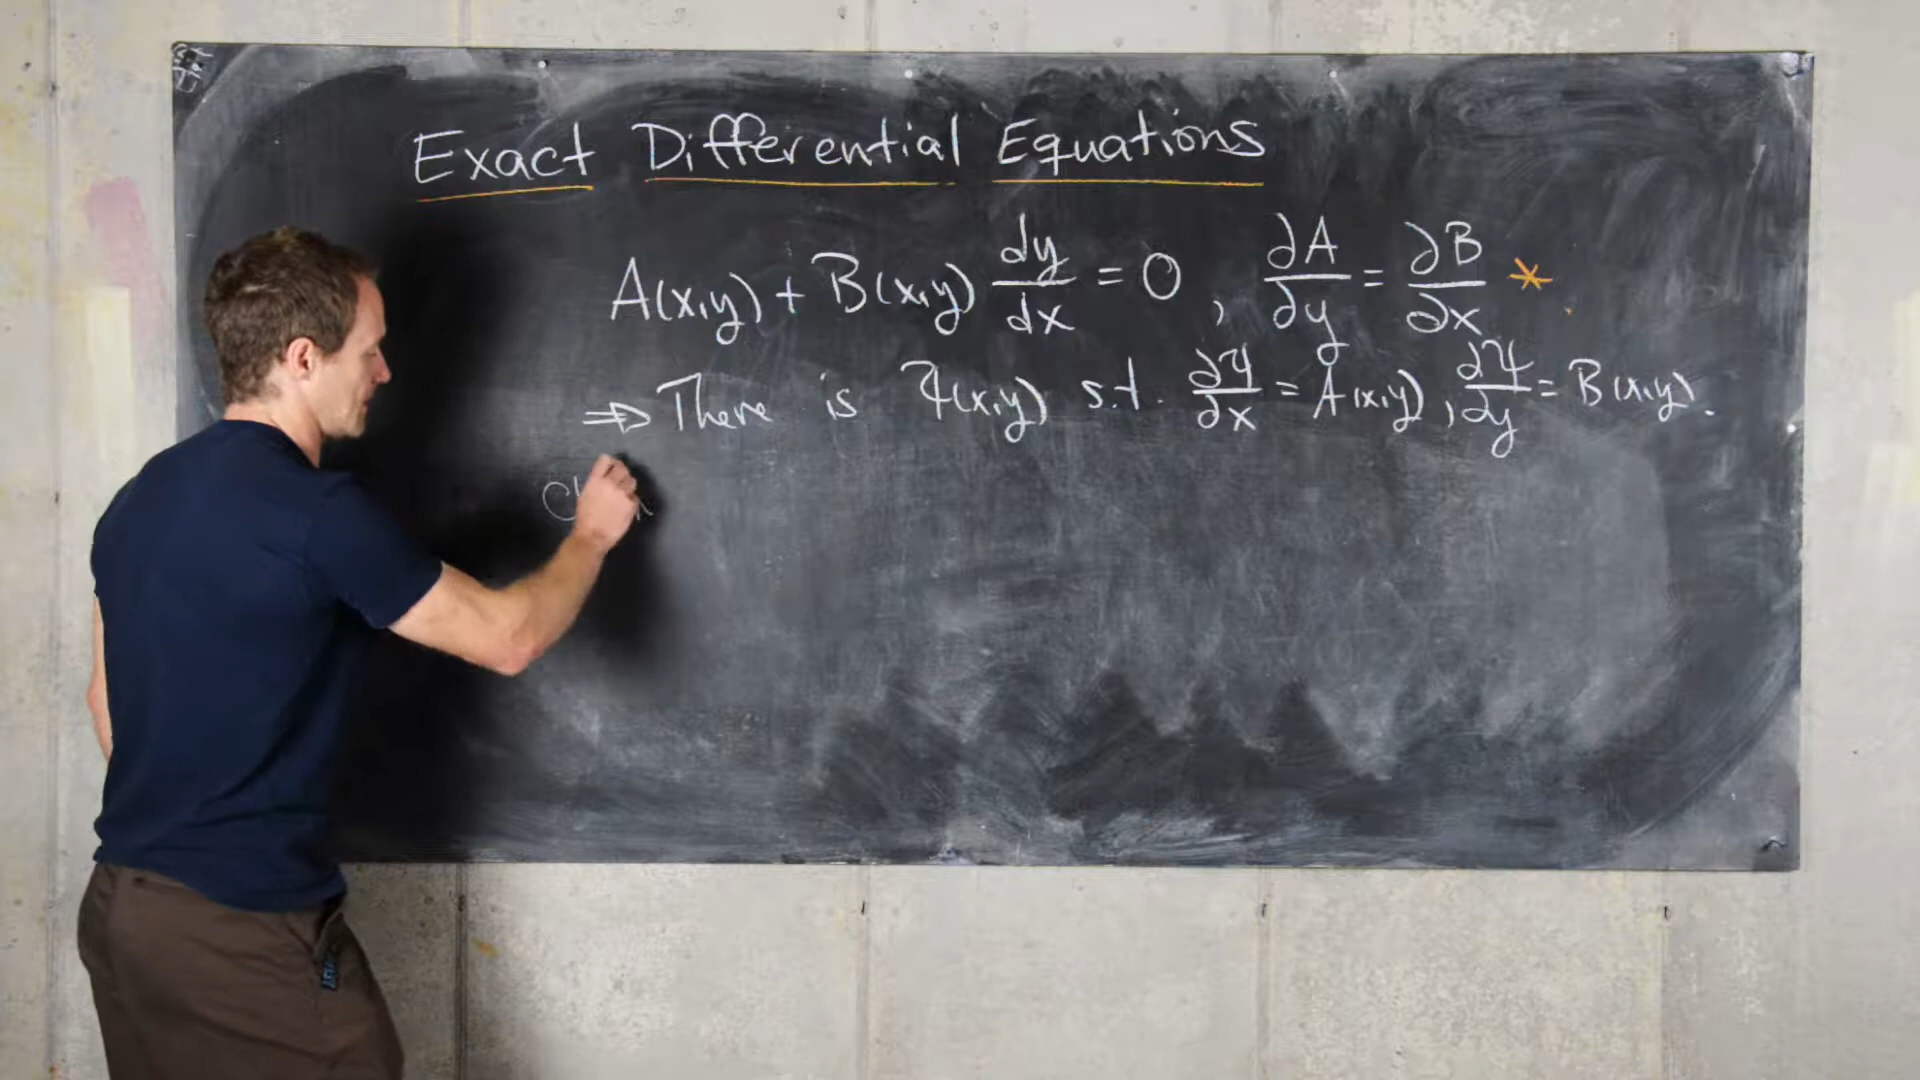 Exact Differential Equations
A(x,y) + B(x,y) dy/dx = 0 , ∂A/∂y = ∂B/∂x *
⇒ There is Ψ(x,y) s.t. ∂Ψ/∂x = A(x,y) , ∂Ψ/∂y = B(x,y).